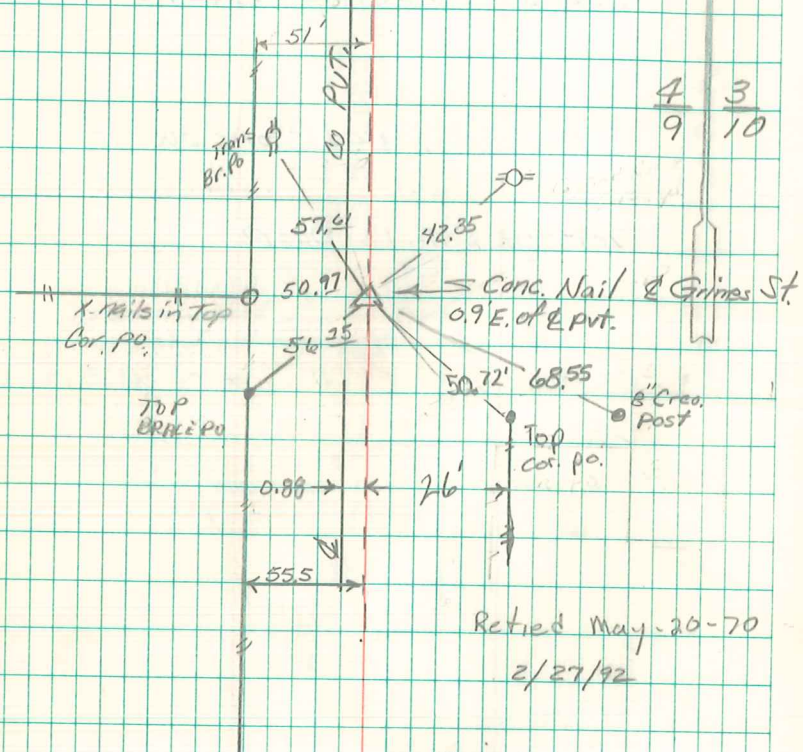 51'
℄ PVT.
4 3
9 10
Trans
Br. Po
57.61
42.35
50.97
Conc. Nail ℄ Grines St.
0.9' E. of ℄ pvt.
X-nails in Top
Cor. po.
56.25
50.72'
68.55
8" Creo.
Post
TOP
BRACE PO
Top
Cor. po.
0.88
26'
℄
55.5
Retied May-20-70
2/27/92